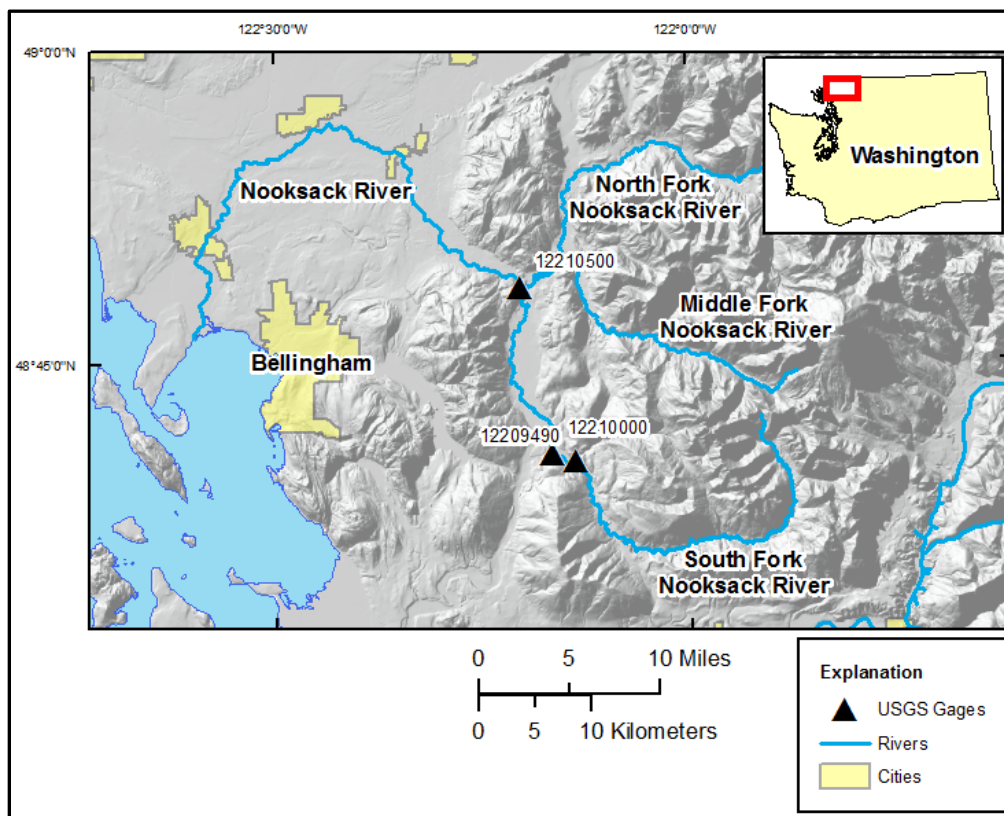 122°30'0"W
122°0'0"W
49°0'0"N
Washington
Nooksack River
North Fork
Nooksack River
12210500
Middle Fork
Nooksack River
48°45'0"N
Bellingham
12210000
12209490
South Fork
Nooksack River
0 5 10 Miles
0 5 10 Kilometers
Explanation
USGS Gages
Rivers
Cities